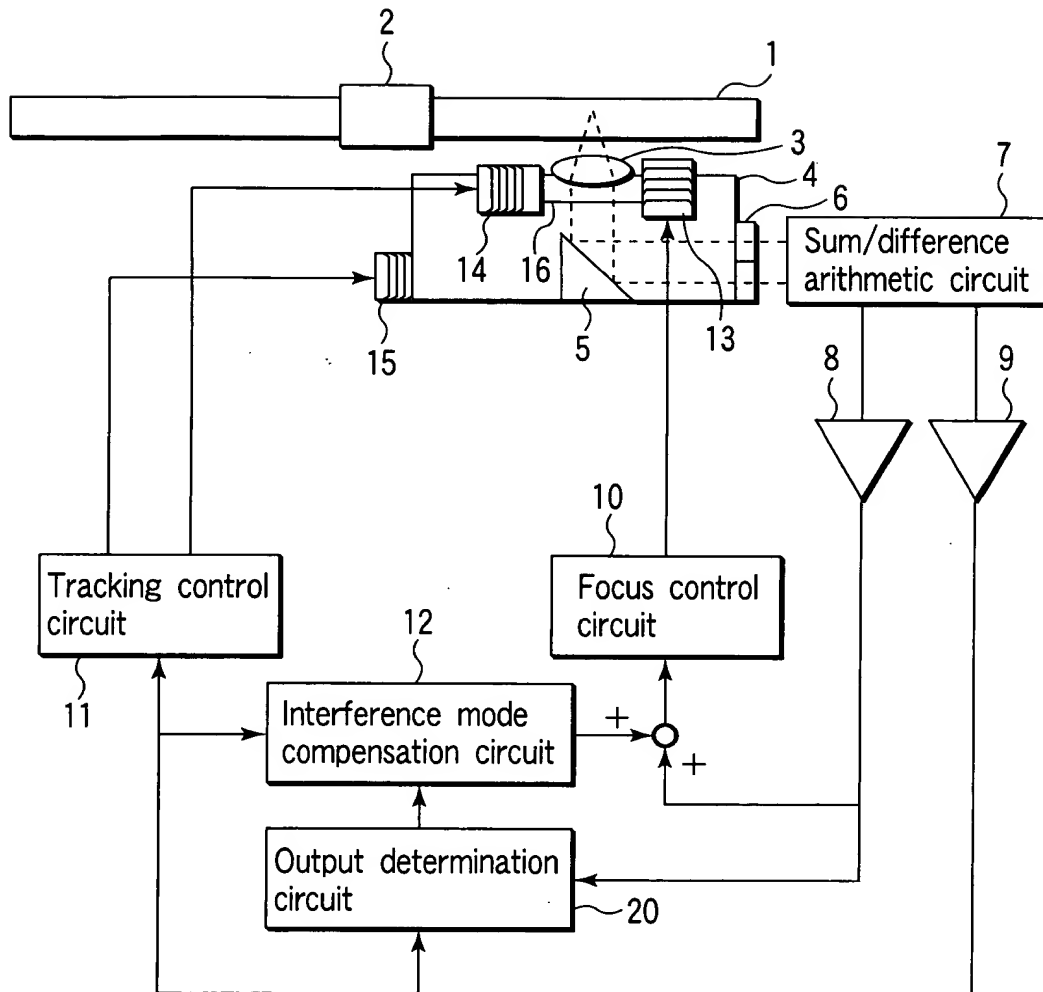 2
1
3
4
6
7
Sum/difference
arithmetic circuit
14
16
13
15
5
8
9
10
Tracking control
circuit
Focus control
circuit
12
11
Interference mode
compensation circuit
+
+
Output determination
circuit
20